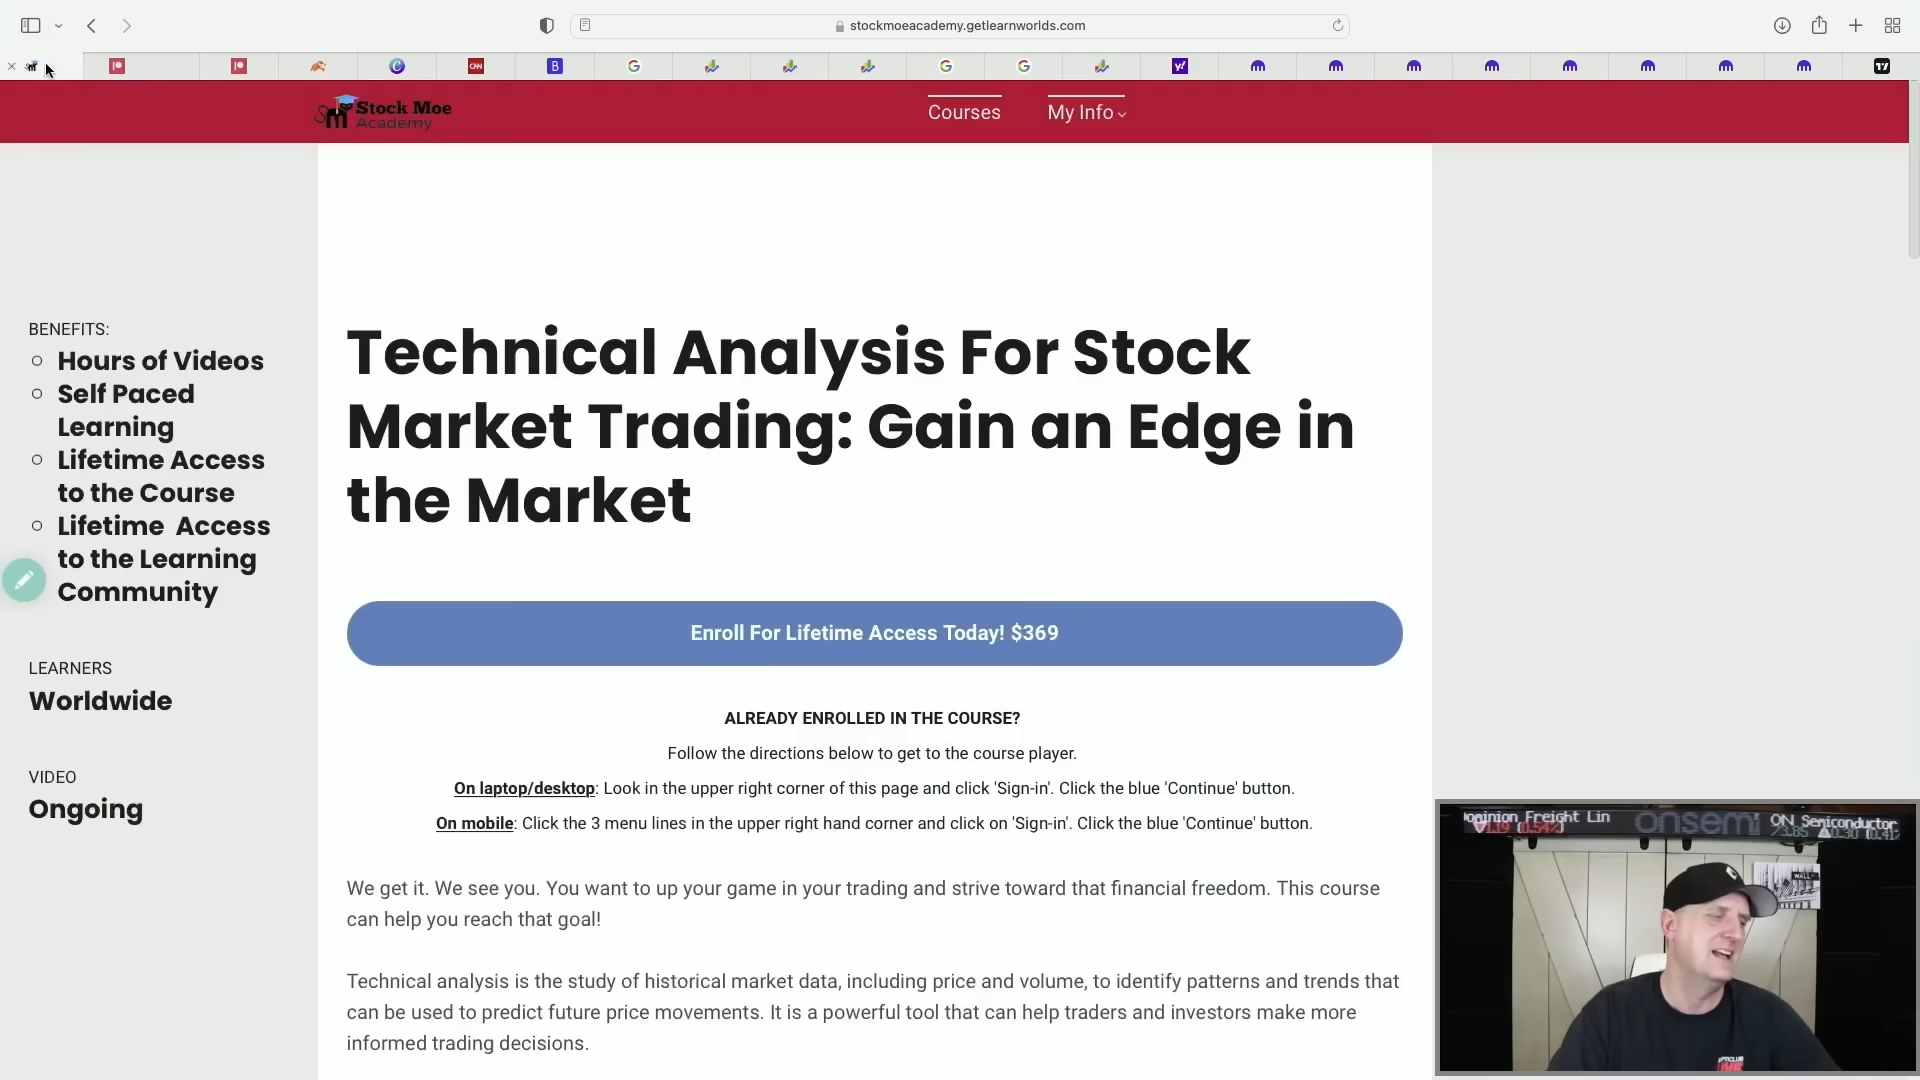 stockmoeacademy.getlearnworlds.com
CNN
B
y!
Stock Moe
Academy
Courses
My Info
BENEFITS:
Hours of Videos
Self Paced
Learning
Lifetime Access
to the Course
Lifetime Access
to the Learning
Community
LEARNERS
Worldwide
VIDEO
Ongoing
Technical Analysis For Stock
Market Trading: Gain an Edge in
the Market
Enroll For Lifetime Access Today! $369
ALREADY ENROLLED IN THE COURSE?
Follow the directions below to get to the course player.
On laptop/desktop: Look in the upper right corner of this page and click 'Sign-in'. Click the blue 'Continue' button.
On mobile: Click the 3 menu lines in the upper right hand corner and click on 'Sign-in'. Click the blue 'Continue' button.
We get it. We see you. You want to up your game in your trading and strive toward that financial freedom. This course
can help you reach that goal!
Technical analysis is the study of historical market data, including price and volume, to identify patterns and trends that
can be used to predict future price movements. It is a powerful tool that can help traders and investors make more
informed trading decisions.
Dominion Freight Lin
1.19 (0.54%)
onsemi
ON Semiconductor
WALL